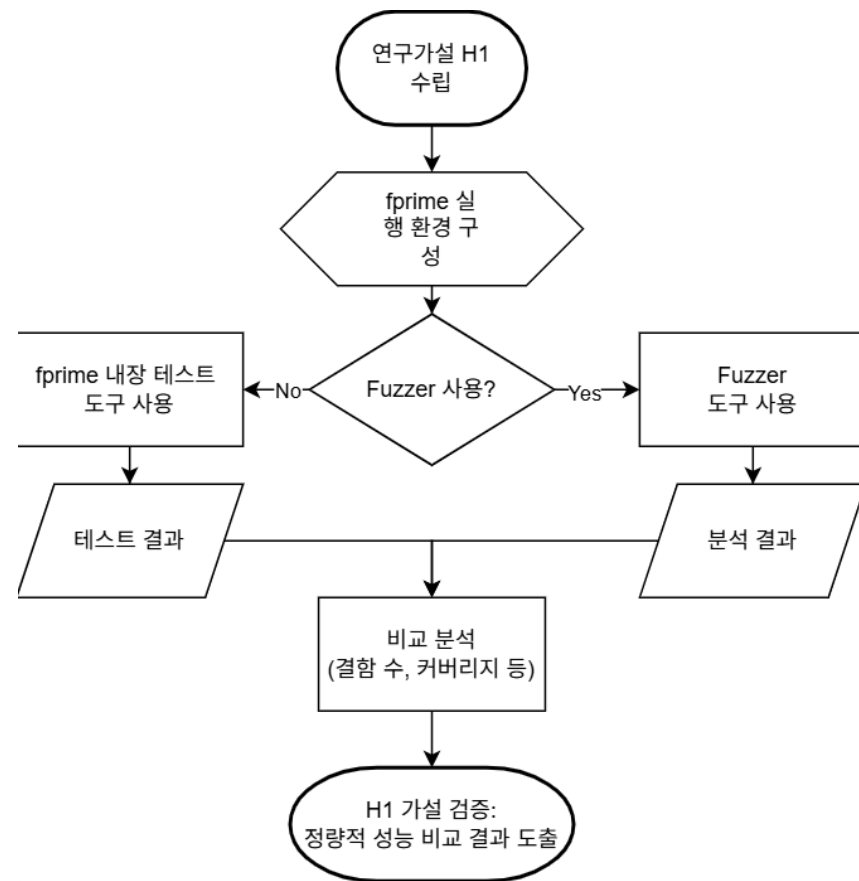 연구가설 H1
수립
fprime 실
행 환경 구
성
fprime 내장 테스트
도구 사용
No
Fuzzer 사용?
Yes
Fuzzer
도구 사용
테스트 결과
분석 결과
비교 분석
(결함 수, 커버리지 등)
H1 가설 검증:
정량적 성능 비교 결과 도출